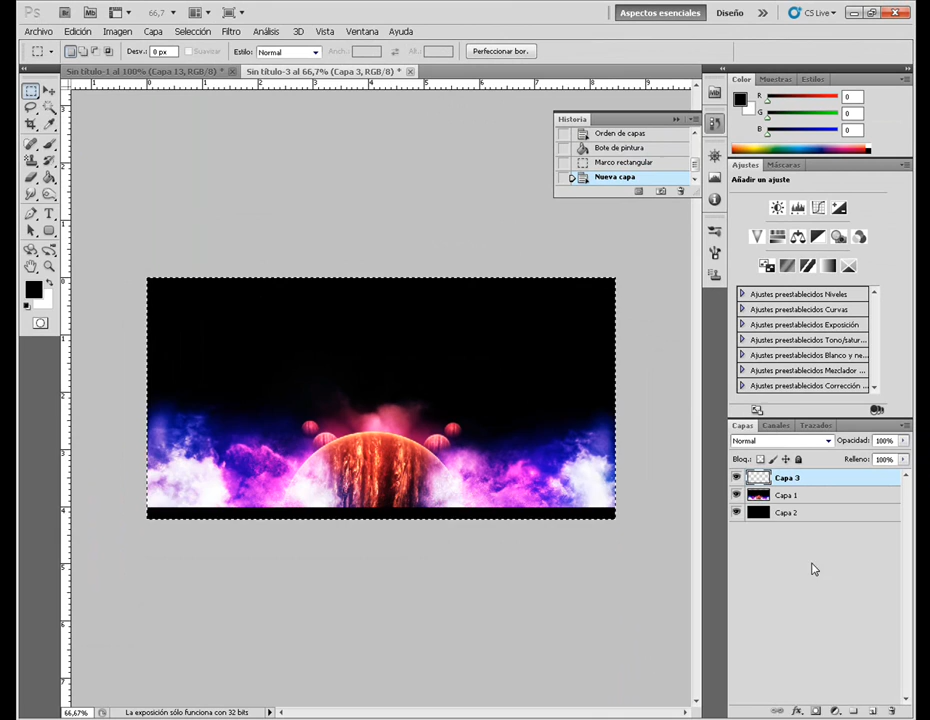 Ps Br Mb 66,7 Aspectos esenciales Diseño CS Live
Archivo Edición Imagen Capa Selección Filtro Análisis 3D Vista Ventana Ayuda
Desv.: 0 px Suavizar Estilo: Normal Anch.: Al.: Perfeccionar bor.
Sin título-1 al 100% (Capa 13, RGB/8) * Sin título-3 al 66,7% (Capa 3, RGB/8) *
Color Muestras Estilos
R 0
G 0
B 0
Historia
Orden de capas
Bote de pintura
Marco rectangular
Nueva capa
Ajustes Máscaras
Añadir un ajuste
Ajustes preestablecidos Niveles
Ajustes preestablecidos Curvas
Ajustes preestablecidos Exposición
Ajustes preestablecidos Tono/satur...
Ajustes preestablecidos Blanco y ne...
Ajustes preestablecidos Mezclador ...
Ajustes preestablecidos Corrección ...
Capas Canales Trazados
Normal Opacidad: 100%
Bloq.: Relleno: 100%
Capa 3
Capa 1
Capa 2
66,67% La exposición sólo funciona con 32 bits